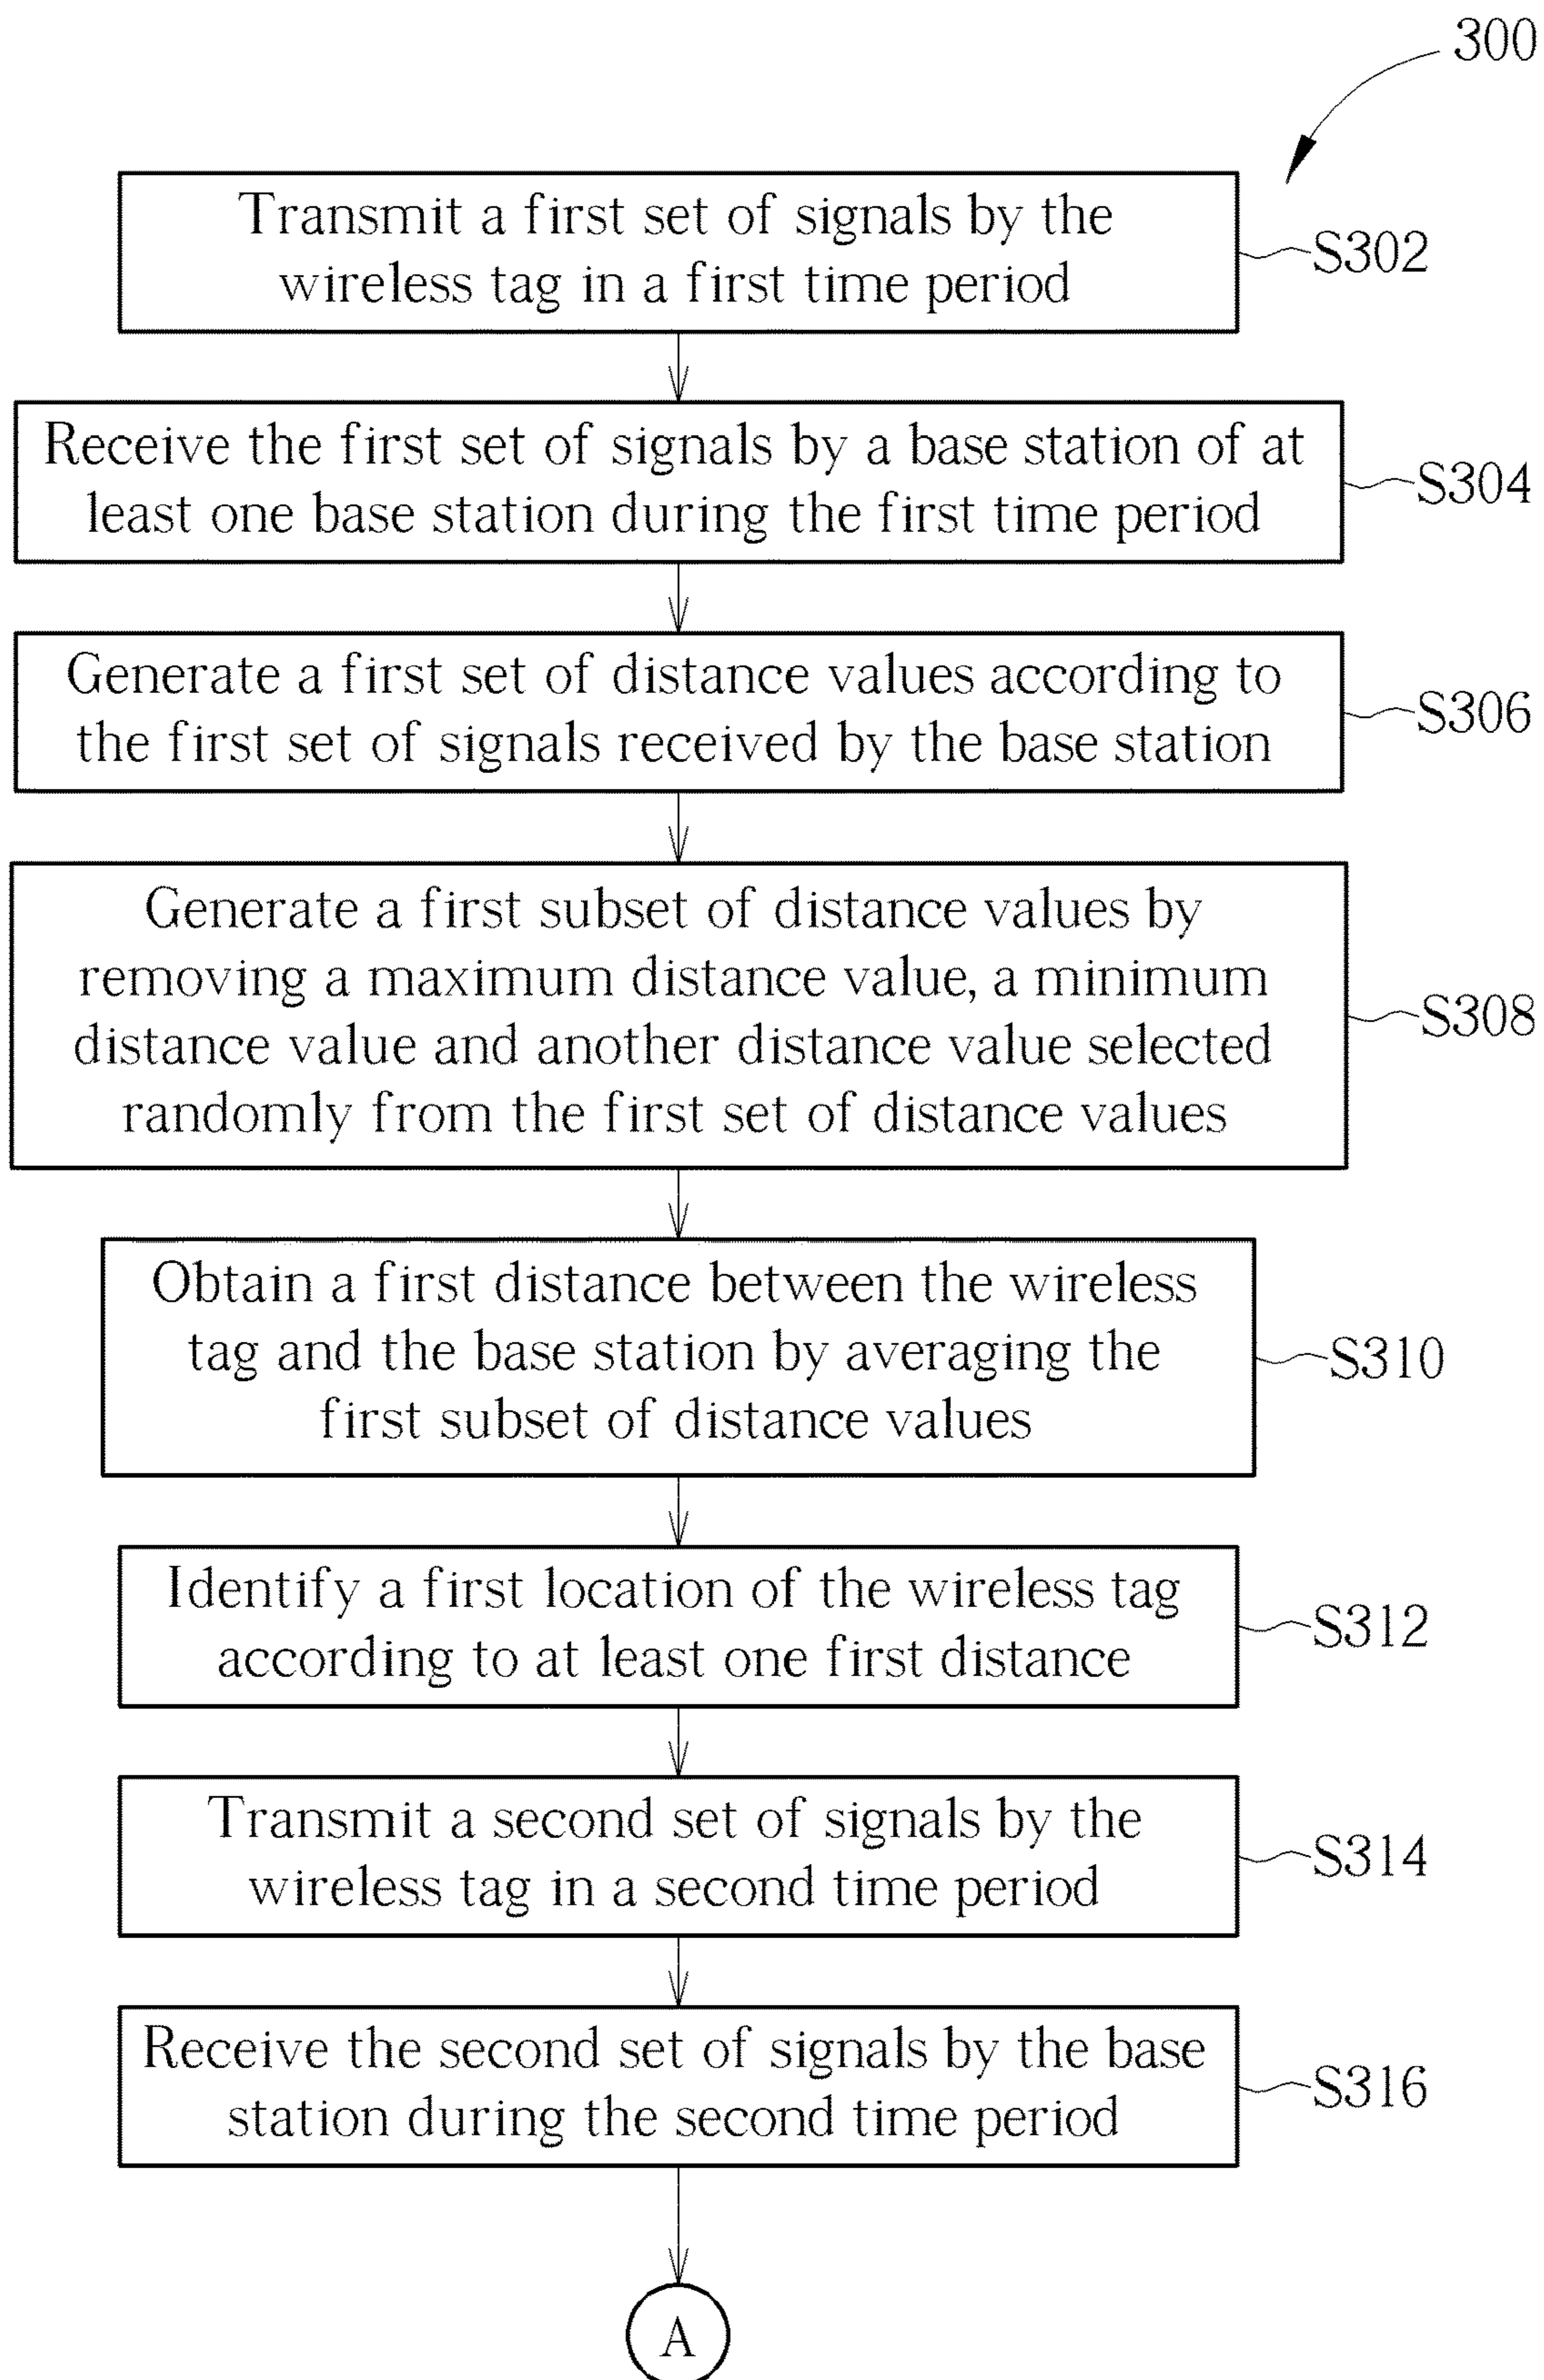 300
Transmit a first set of signals by the
wireless tag in a first time period
S302
Receive the first set of signals by a base station of at
least one base station during the first time period
S304
Generate a first set of distance values according to
the first set of signals received by the base station
S306
Generate a first subset of distance values by
removing a maximum distance value, a minimum
distance value and another distance value selected
randomly from the first set of distance values
S308
Obtain a first distance between the wireless
tag and the base station by averaging the
first subset of distance values
S310
Identify a first location of the wireless tag
according to at least one first distance
S312
Transmit a second set of signals by the
wireless tag in a second time period
S314
Receive the second set of signals by the base
station during the second time period
S316
A